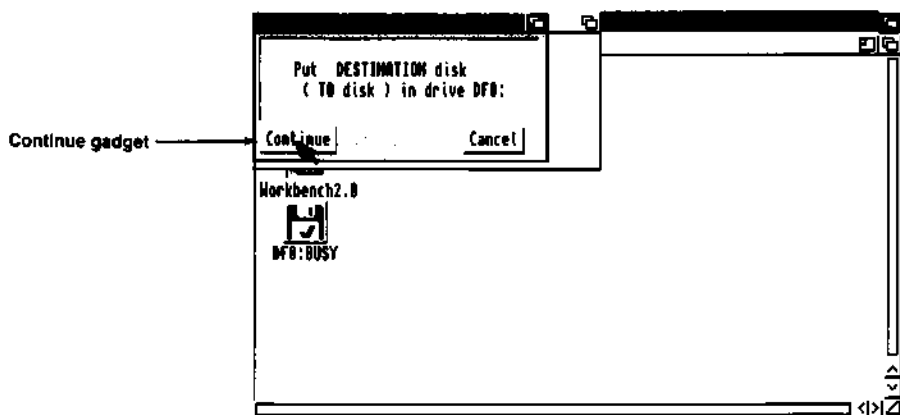 Put DESTINATION disk
( TO disk ) in drive DF0:
Continue gadget
Continue
Cancel
Workbench2.0
DF0:BUSY